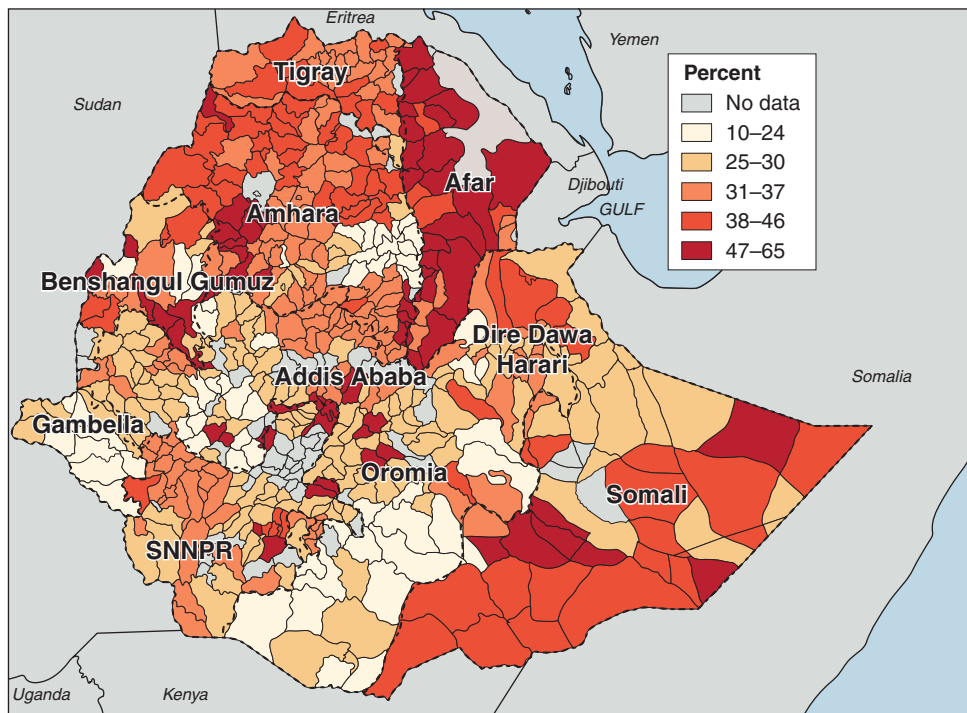 Eritrea
Yemen
Sudan
Tigray
Percent
No data
10–24
25–30
31–37
38–46
47–65
Afar
Djibouti
GULF
Amhara
Benshangul Gumuz
Dire Dawa
Harari
Addis Ababa
Somalia
Gambella
Oromia
Somali
SNNPR
Uganda
Kenya